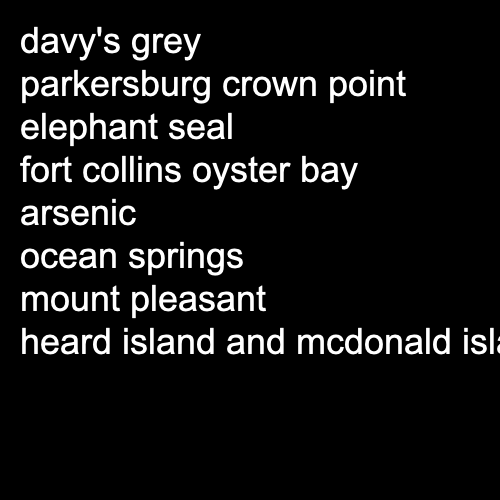 davy's grey
parkersburg crown point
elephant seal
fort collins oyster bay
arsenic
ocean springs
mount pleasant
heard island and mcdonald